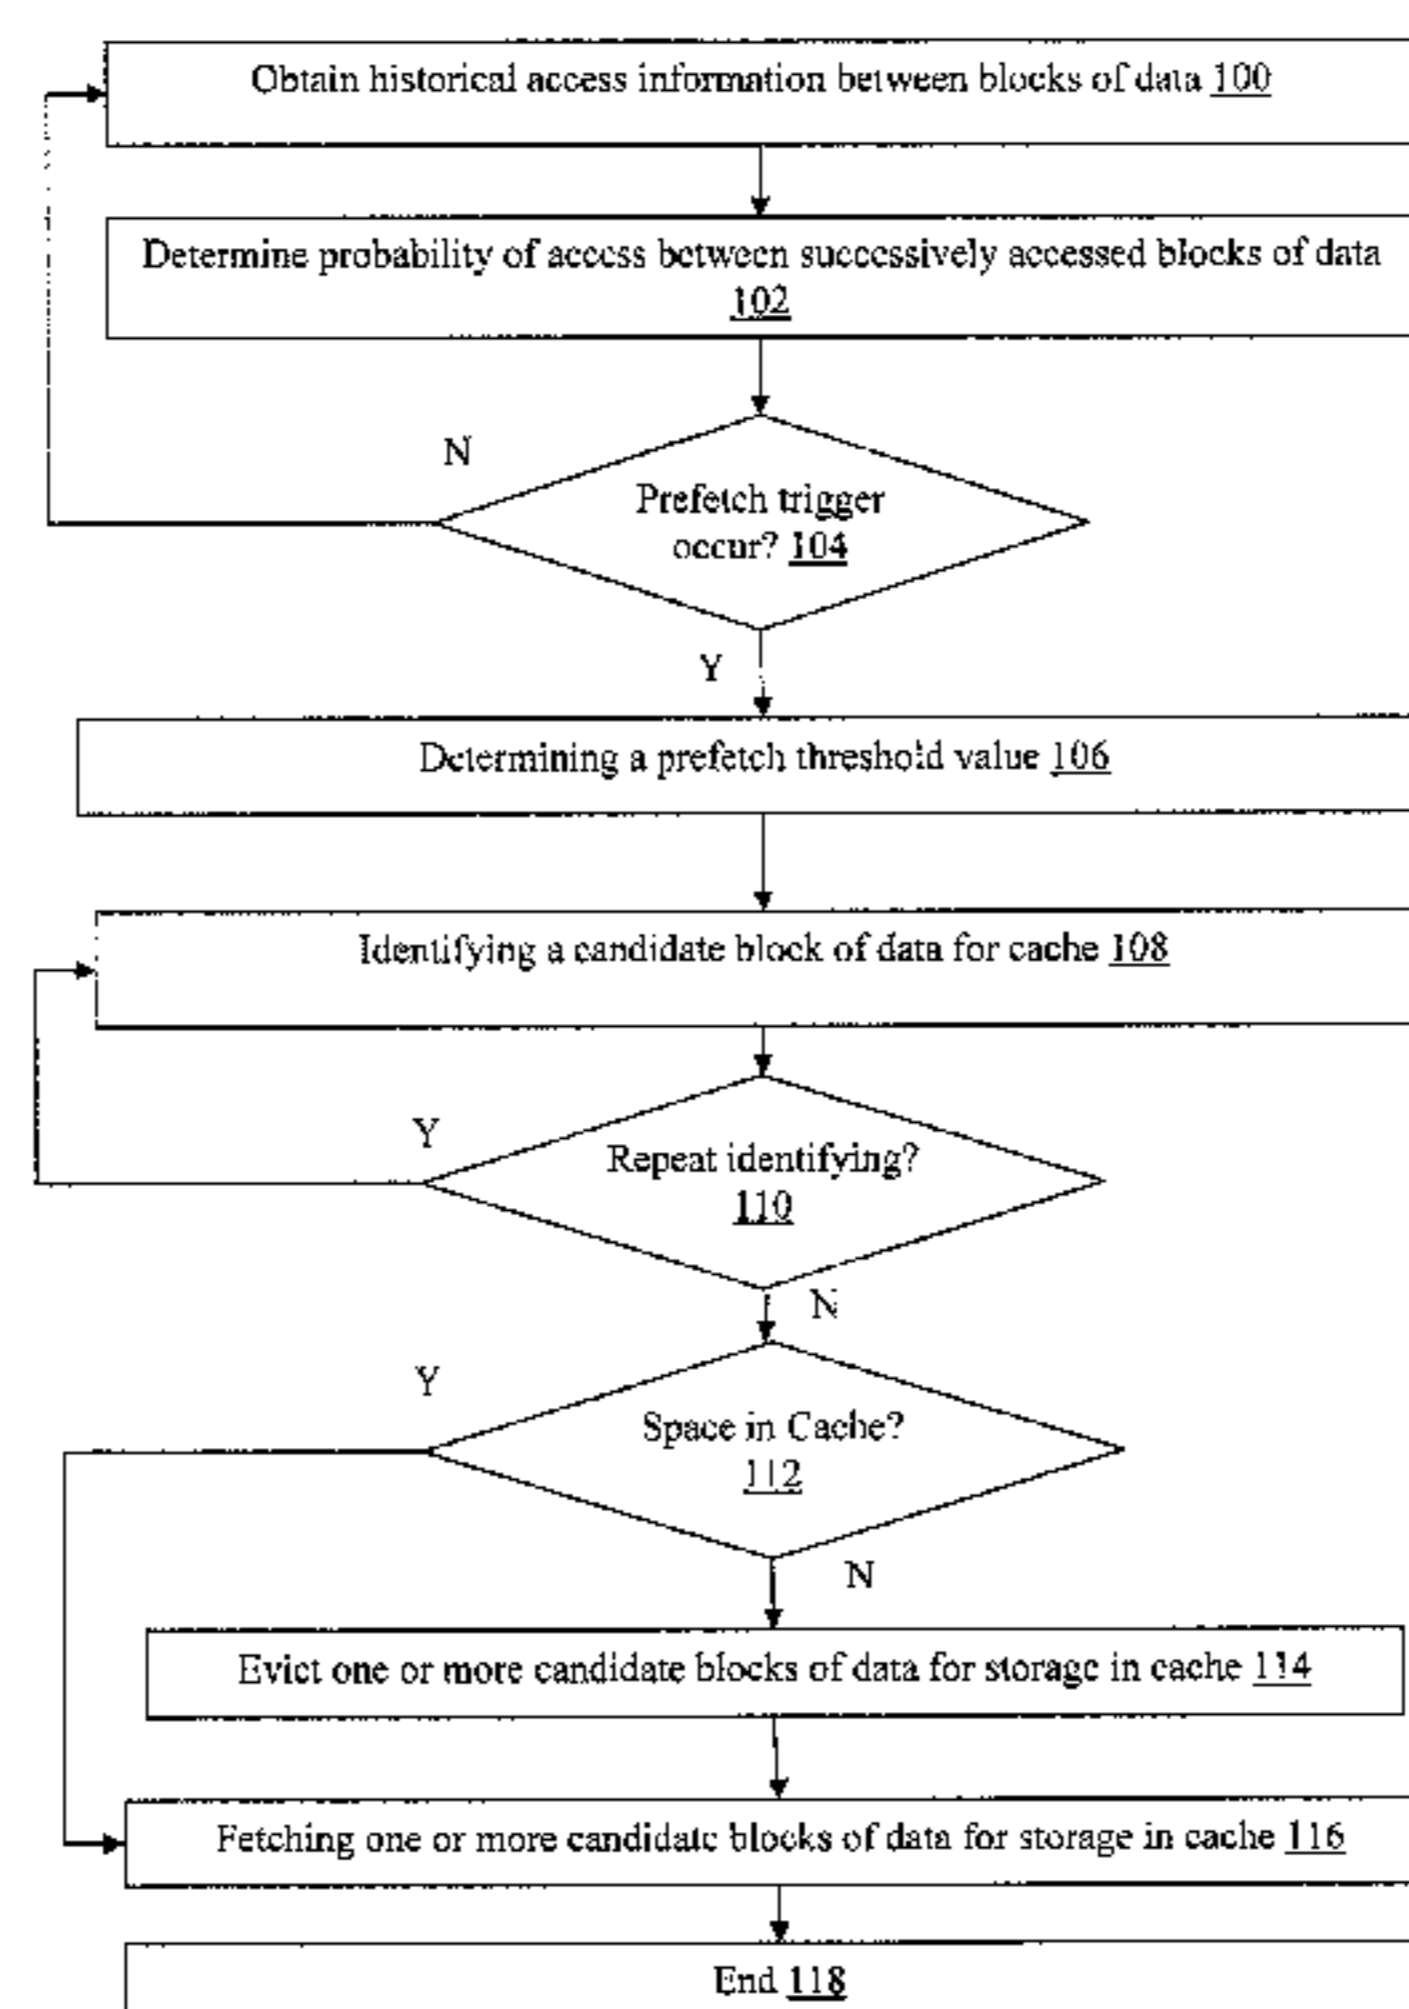 Obtain historical access information between blocks of data 100
Determine probability of access between successively accessed blocks of data
102
N
Prefetch trigger
occur? 104
Y
Determining a prefetch threshold value 106
Identifying a candidate block of data for cache 108
Y
Repeat identifying?
110
N
Y
Space in Cache?
112
N
Evict one or more candidate blocks of data for storage in cache 114
Fetching one or more candidate blocks of data for storage in cache 116
End 118